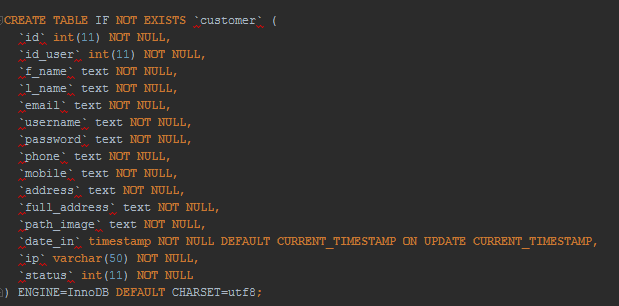 CREATE TABLE IF NOT EXISTS `customer` (
`id` int(11) NOT NULL,
`id_user` int(11) NOT NULL,
`f_name` text NOT NULL,
`l_name` text NOT NULL,
`email` text NOT NULL,
`username` text NOT NULL,
`password` text NOT NULL,
`phone` text NOT NULL,
`mobile` text NOT NULL,
`address` text NOT NULL,
`full_address` text NOT NULL,
`path_image` text NOT NULL,
`date_in` timestamp NOT NULL DEFAULT CURRENT_TIMESTAMP ON UPDATE CURRENT_TIMESTAMP,
`ip` varchar(50) NOT NULL,
`status` int(11) NOT NULL
) ENGINE=InnoDB DEFAULT CHARSET=utf8;